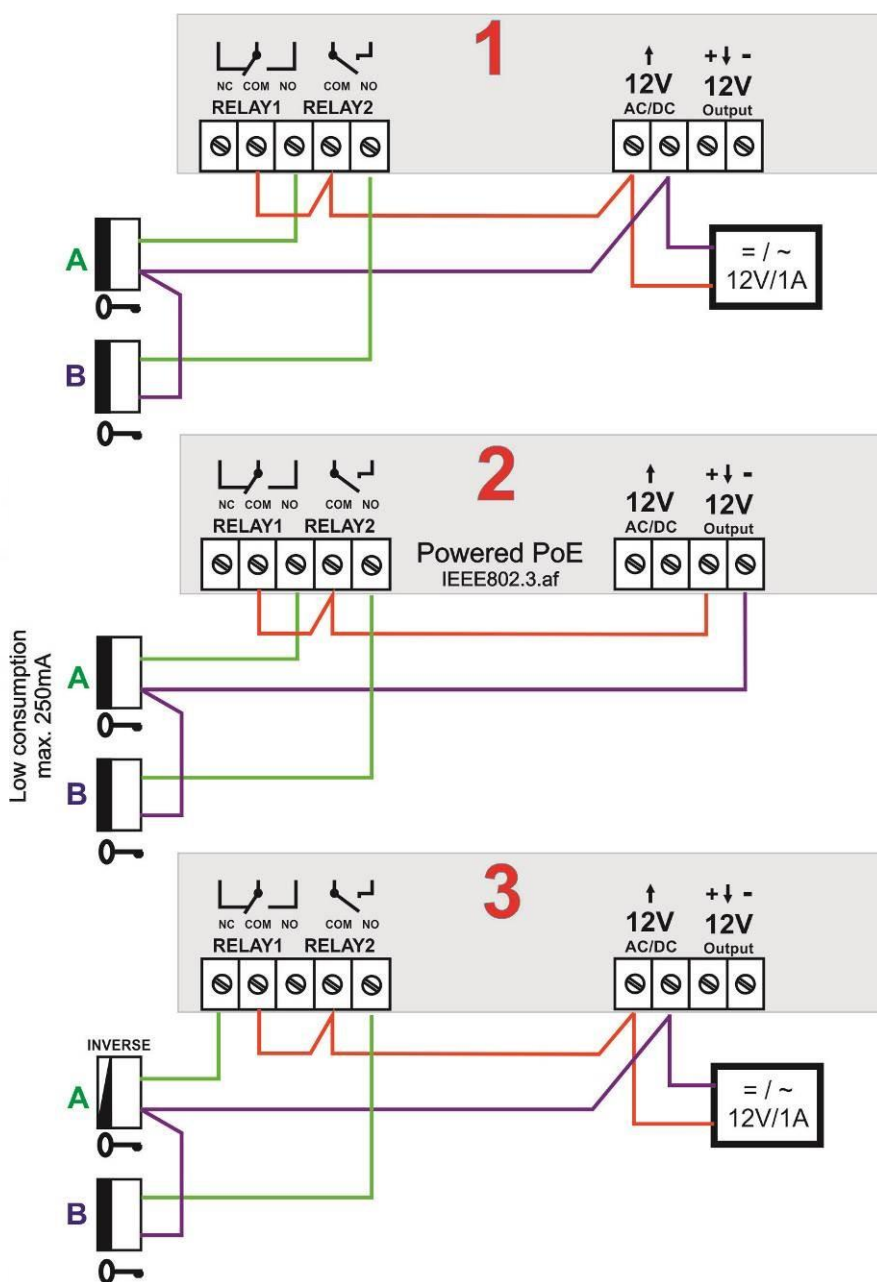 1
NC COM NO COM NO
RELAY1 RELAY2
12V
AC/DC
+ -
12V
Output
A
B
= / ~
12V/1A
2
NC COM NO COM NO
RELAY1 RELAY2
Powered PoE
IEEE802.3.af
12V
AC/DC
+ -
12V
Output
Low consumption
max. 250mA
A
B
3
NC COM NO COM NO
RELAY1 RELAY2
12V
AC/DC
+ -
12V
Output
INVERSE
A
B
= / ~
12V/1A